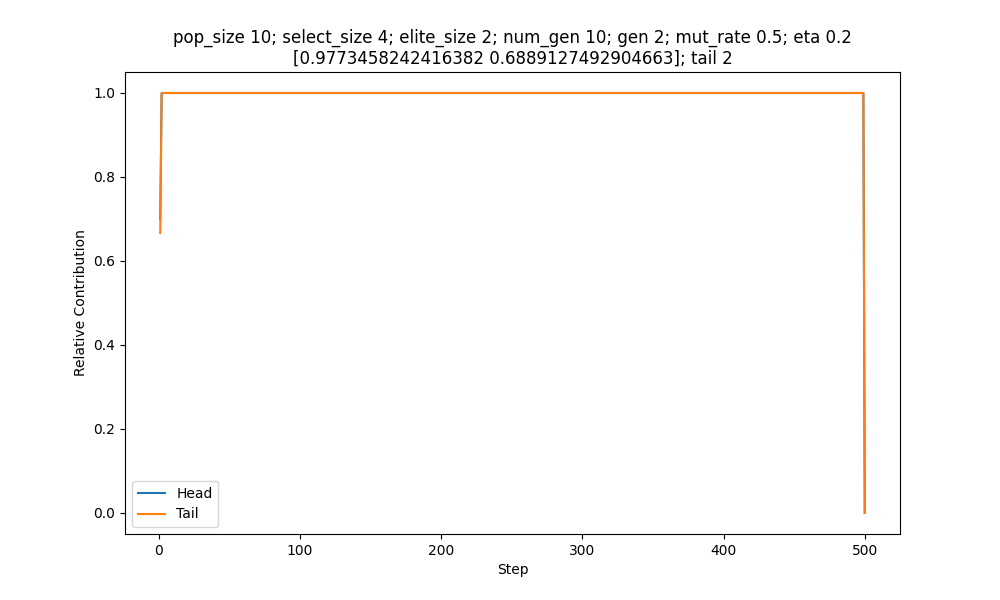 pop_size 10; select_size 4; elite_size 2; num_gen 10; gen 2; mut_rate 0.5; eta 0.2
[0.9773458242416382 0.6889127492904663]; tail 2
Relative Contribution
1.0
0.8
0.6
0.4
0.2
0.0
Head
Tail
0
100
200
300
400
500
Step